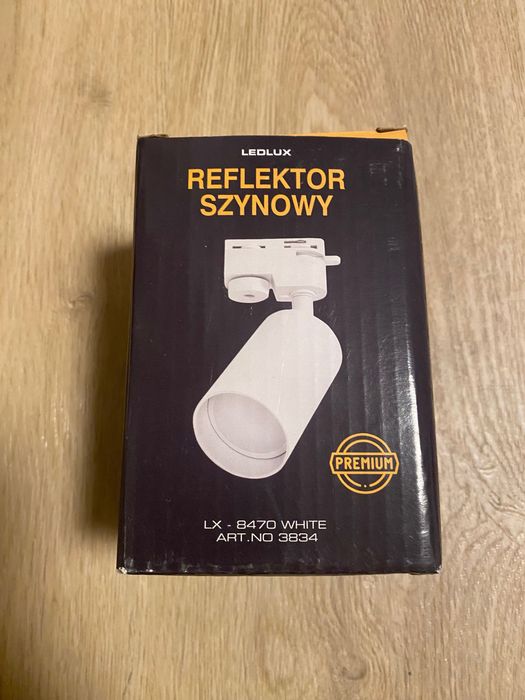 LEDLUX
REFLEKTOR
SZYNOWY
PREMIUM
LX - 8470 WHITE
ART.NO 3834